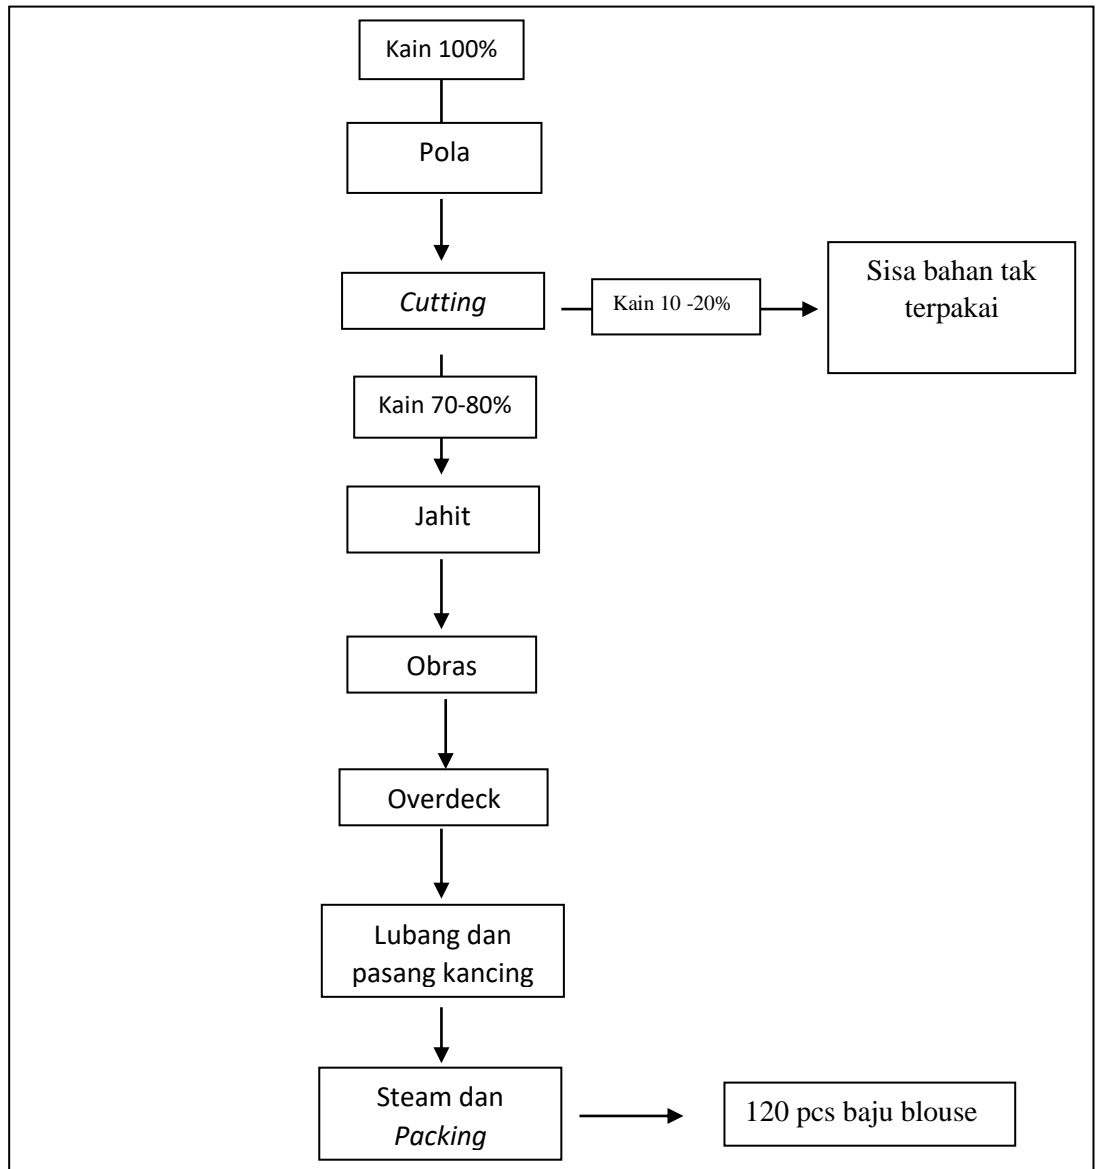 Kain 100%
Pola
Cutting
Kain 10 -20%
Sisa bahan tak
terpakai
Kain 70-80%
Jahit
Obras
Overdeck
Lubang dan
pasang kancing
Steam dan
Packing
120 pcs baju blouse